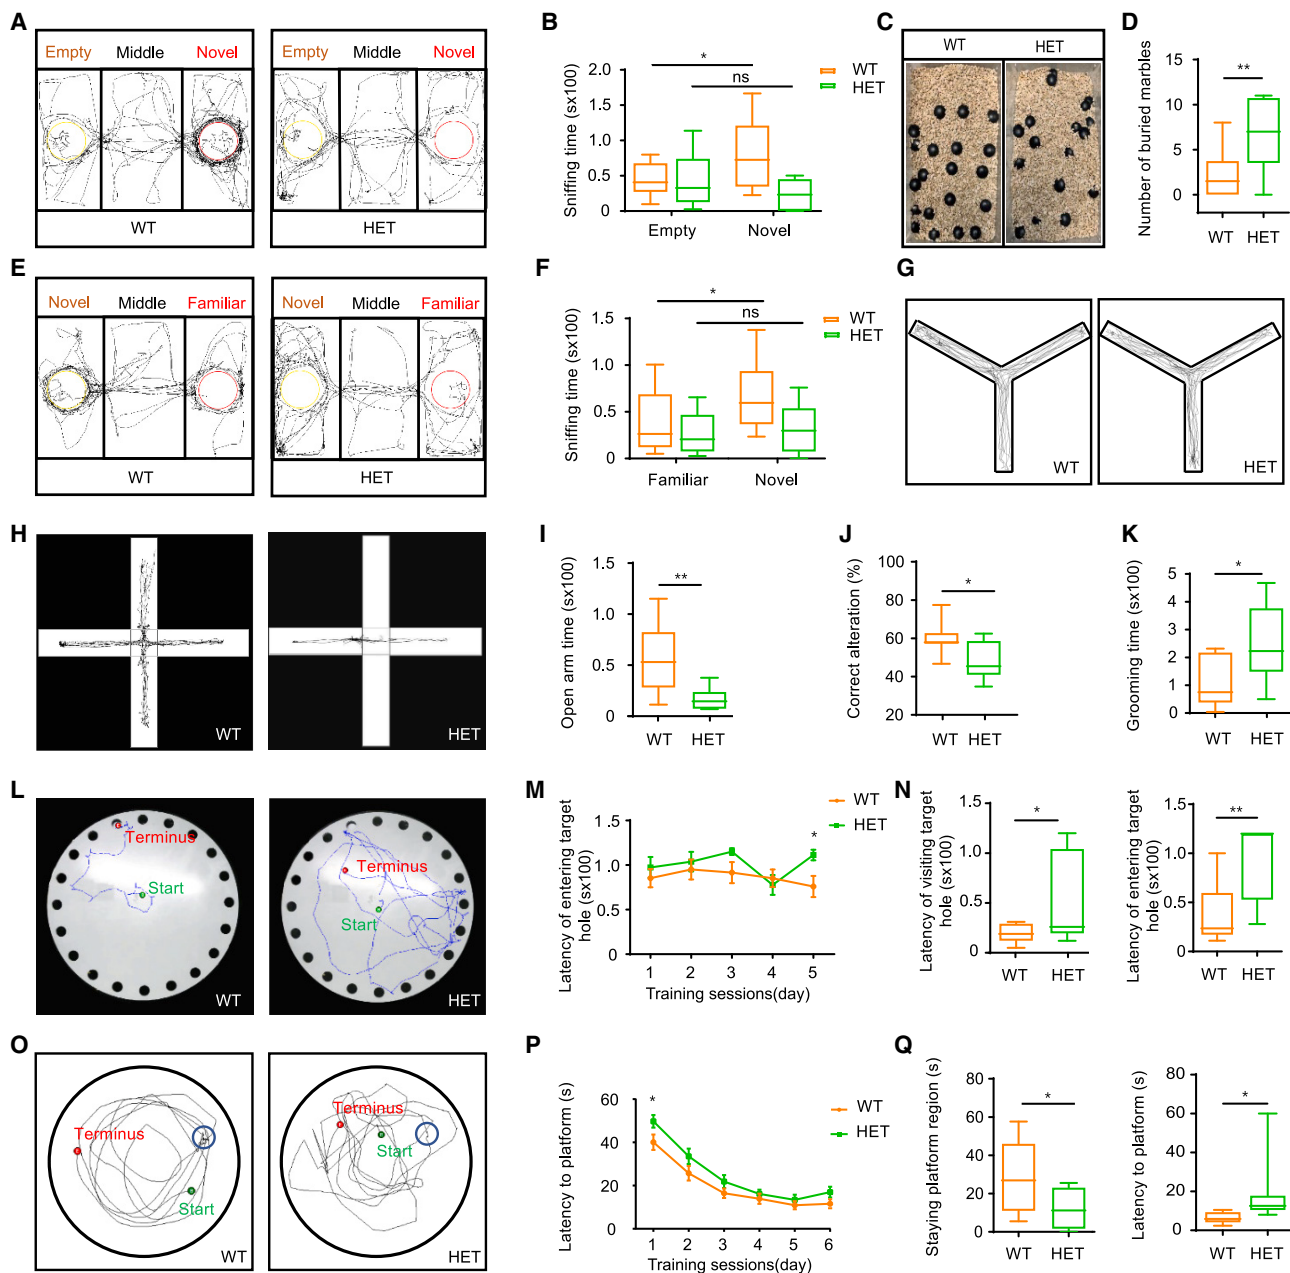 A
Empty Middle Novel
WT
Empty Middle Novel
HET
B
Sniffing time (sx100)
2.0
1.5
1.0
0.5
0
*
ns
Empty Novel
WT
HET
C
WT HET
D
Number of buried marbles
15
10
5
0
**
WT HET
E
Novel Middle Familiar
WT
Novel Middle Familiar
HET
F
Sniffing time (sx100)
1.5
1.0
0.5
0
*
ns
Familiar Novel
WT
HET
G
WT
HET
H
WT
HET
I
Open arm time (sx100)
1.5
1.0
0.5
0
**
WT HET
J
Correct alteration (%)
100
80
60
40
20
*
WT HET
K
Grooming time (sx100)
5
4
3
2
1
0
*
WT HET
L
Terminus
Start
WT
Terminus
Start
HET
M
Latency of entering target
hole (sx100)
1.5
1.0
0.5
0
*
1 2 3 4 5
Training sessions(day)
WT
HET
N
Latency of visiting target
hole (sx100)
1.5
1.0
0.5
0
*
WT HET
Latency of entering target
hole (sx100)
1.5
1.0
0.5
0
**
WT HET
O
Terminus
Start
WT
Terminus
Start
HET
P
Latency to platform (s)
60
40
20
0
*
1 2 3 4 5 6
Training sessions(day)
WT
HET
Q
Staying platform region (s)
80
60
40
20
0
*
WT HET
Latency to platform (s)
80
60
40
20
0
*
WT HET